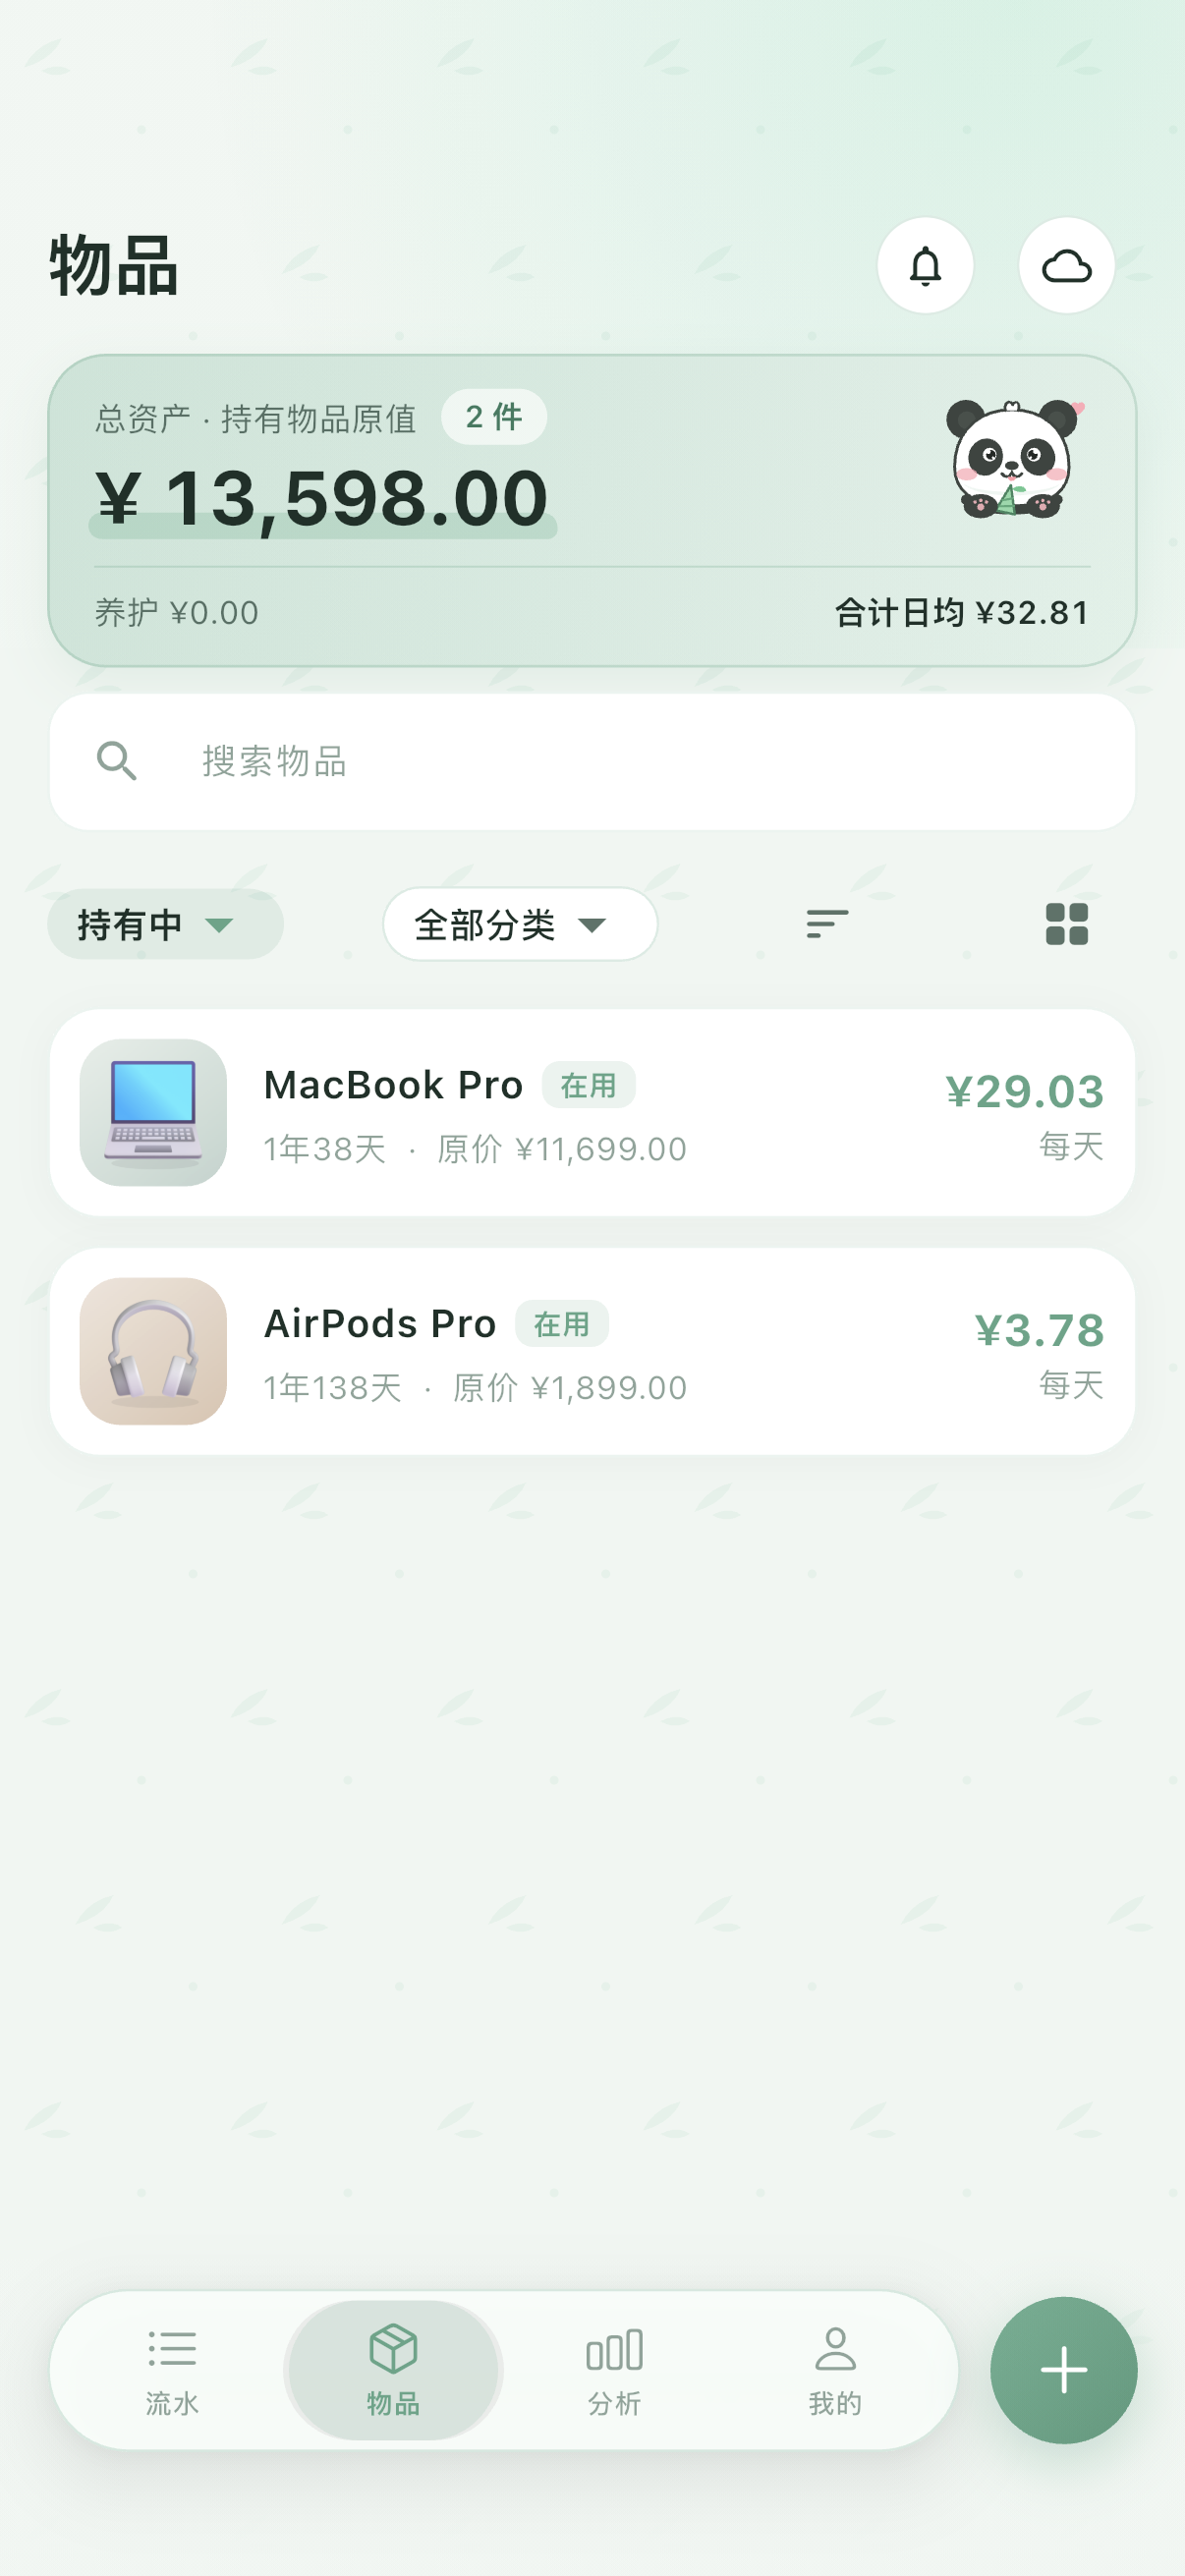 物品
总资产 · 持有物品原值 2 件
¥ 13,598.00
养护 ¥0.00 合计日均 ¥32.81
搜索物品
持有中 全部分类
MacBook Pro 在用 ¥29.03
1年38天 · 原价 ¥11,699.00 每天
AirPods Pro 在用 ¥3.78
1年138天 · 原价 ¥1,899.00 每天
流水 物品 分析 我的